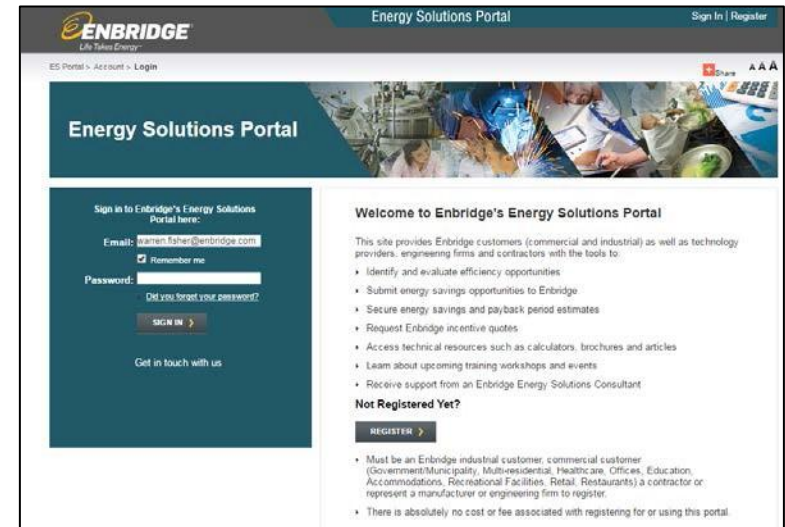 ENBRIDGE
Life Takes Energy
Energy Solutions Portal
Sign In | Register
ES Portal > Account > Login
Share A A A
Energy Solutions Portal
Sign in to Enbridge's Energy Solutions
Portal here:
Email: warren.fisher@enbridge.com
Remember me
Password:
Did you forget your password?
SIGN IN
Get in touch with us
Welcome to Enbridge's Energy Solutions Portal
This site provides Enbridge customers (commercial and industrial) as well as technology
providers, engineering firms and contractors with the tools to:
Identify and evaluate efficiency opportunities
Submit energy savings opportunities to Enbridge
Secure energy savings and payback period estimates
Request Enbridge incentive quotes
Access technical resources such as calculators, brochures and articles
Learn about upcoming training workshops and events
Receive support from an Enbridge Energy Solutions Consultant
Not Registered Yet?
REGISTER
Must be an Enbridge industrial customer, commercial customer
(Government/Municipality, Multi-residential, Healthcare, Offices, Education,
Accommodations, Recreational Facilities, Retail, Restaurants) a contractor or
represent a manufacturer or engineering firm to register.
There is absolutely no cost or fee associated with registering for or using this portal.